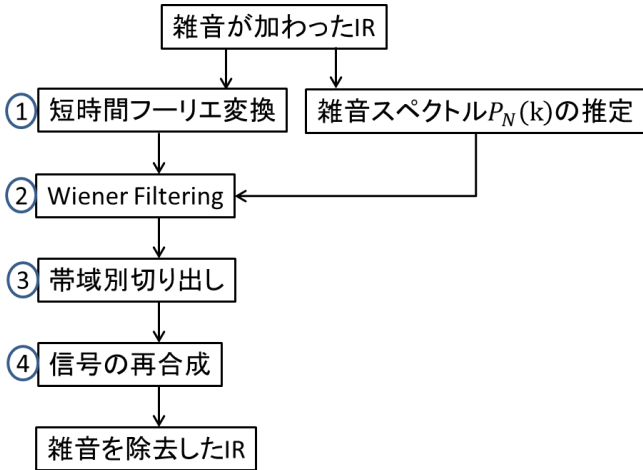 雑音が加わったIR
① 短時間フーリエ変換
雑音スペクトルP_N(k)の推定
② Wiener Filtering
③ 帯域別切り出し
④ 信号の再合成
雑音を除去したIR